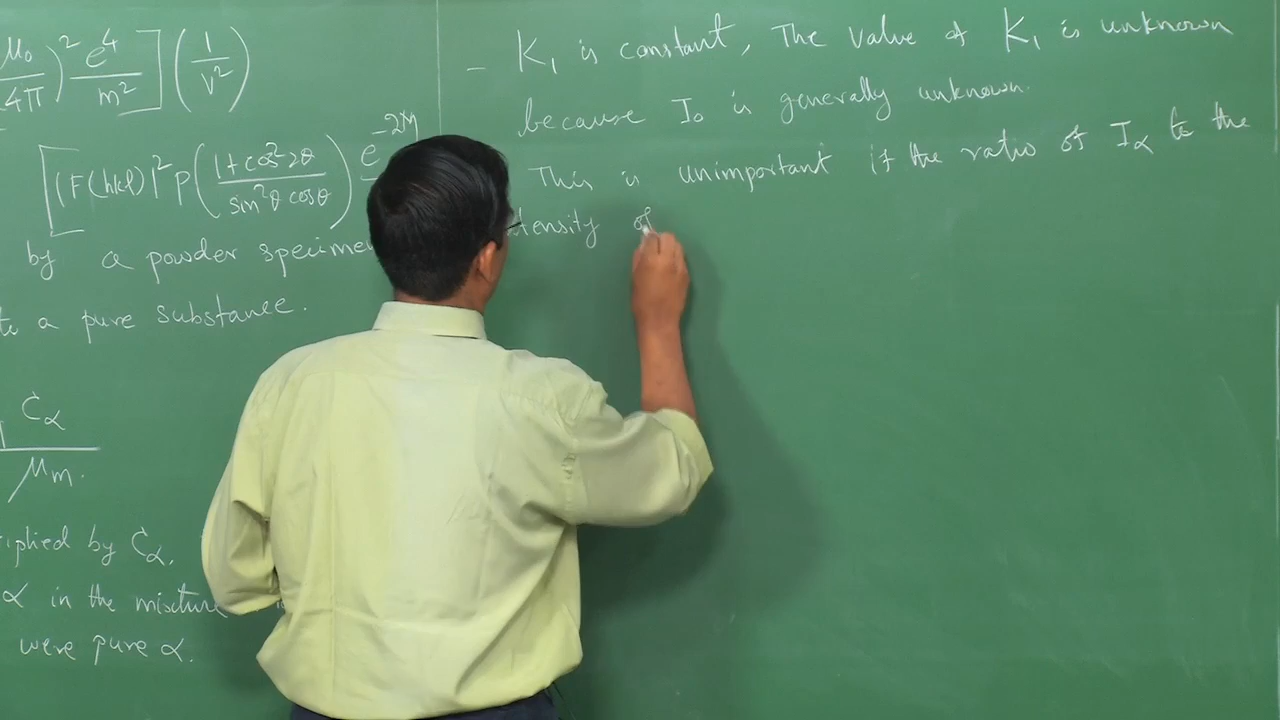 (μ₀/4π)² e⁴/m² ] (1/v²)
[ |F(hkl)|² p ( 1+cos²2θ / sin²θ cosθ ) e^-2M
by a powder specimen
to a pure substance.
Cα
μm.
iplied by Cα,
α in the mixture
were pure α.
– K₁ is constant, The value of K₁ is unknown
because I₀ is generally unknown.
This is unimportant if the ratio of Iα to the
tensity of